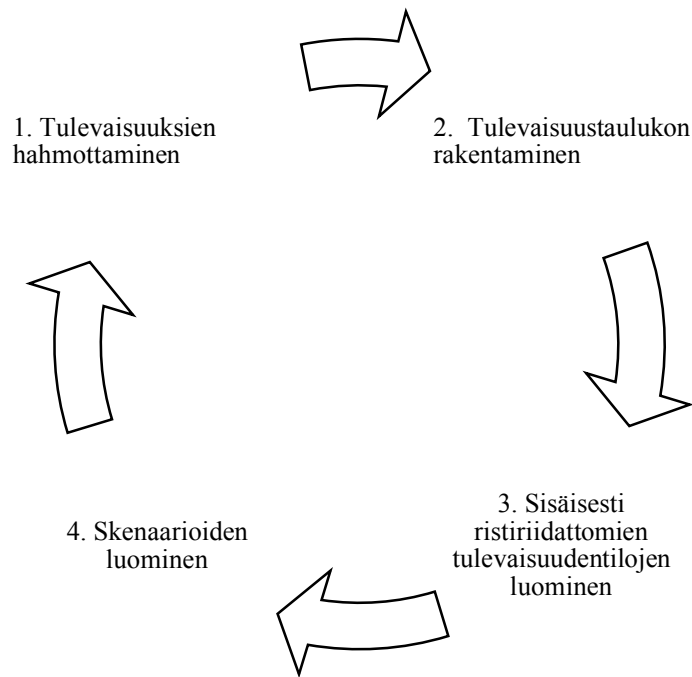 1. Tulevaisuuksien
hahmottaminen
2. Tulevaisuustaulukon
rakentaminen
3. Sisäisesti
ristiriidattomien
tulevaisuudentilojen
luominen
4. Skenaarioiden
luominen